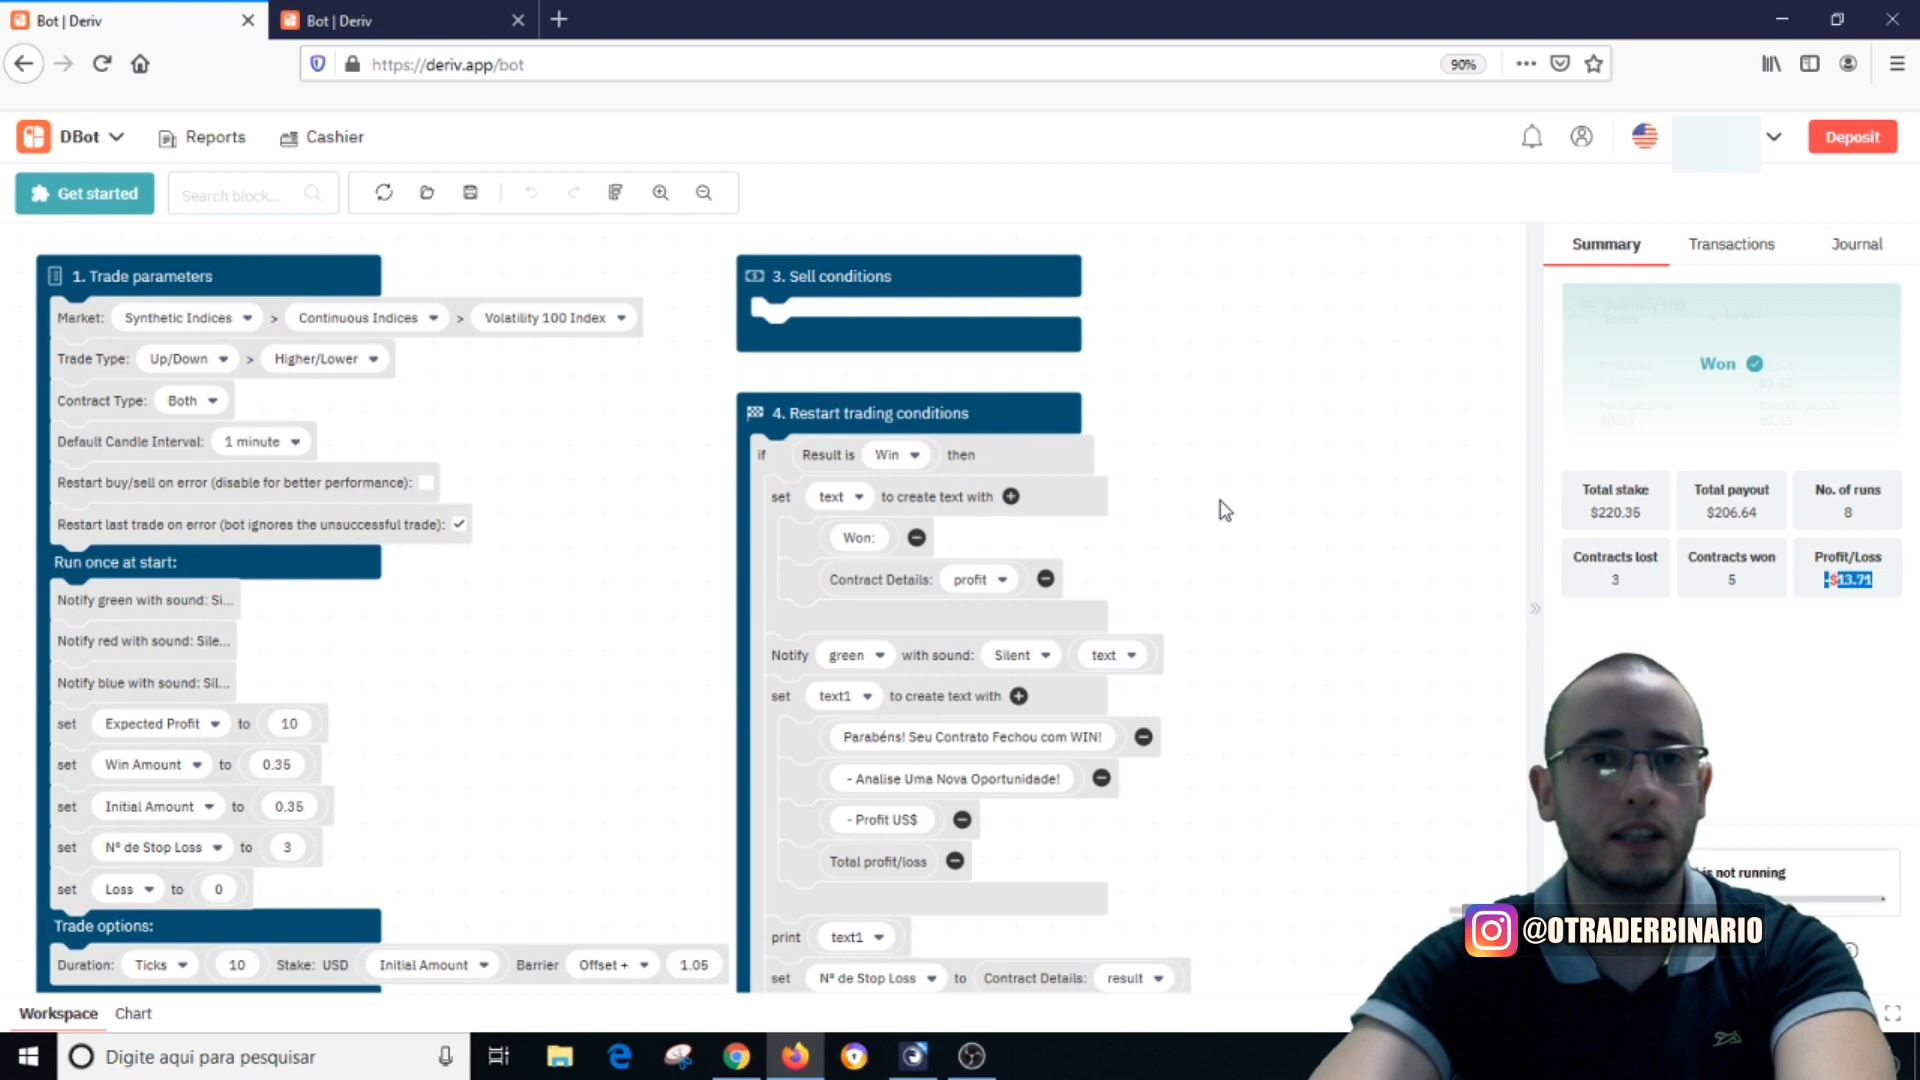 Bot | Deriv
Bot | Deriv
https://deriv.app/bot
90%
DBot
Reports
Cashier
Deposit
Get started
Search block...
1. Trade parameters
Market: Synthetic Indices > Continuous Indices > Volatility 100 Index
Trade Type: Up/Down > Higher/Lower
Contract Type: Both
Default Candle Interval: 1 minute
Restart buy/sell on error (disable for better performance):
Restart last trade on error (bot ignores the unsuccessful trade):
Run once at start:
Notify green with sound: Si...
Notify red with sound: Sile...
Notify blue with sound: Sil...
set Expected Profit to 10
set Win Amount to 0.35
set Initial Amount to 0.35
set Nº de Stop Loss to 3
set Loss to 0
Trade options:
Duration: Ticks 10 Stake: USD Initial Amount Barrier Offset + 1.05
3. Sell conditions
4. Restart trading conditions
if Result is Win then
set text to create text with
Won:
Contract Details: profit
Notify green with sound: Silent text
set text1 to create text with
Parabéns! Seu Contrato Fechou com WIN!
- Analise Uma Nova Oportunidade!
- Profit US$
Total profit/loss
print text1
set Nº de Stop Loss to Contract Details: result
Summary
Transactions
Journal
Volatility 100
Index
Lower
Won
$0.35
Total stake
$220.35
Total payout
$206.64
No. of runs
8
Contracts lost
3
Contracts won
5
Profit/Loss
-$13.71
is not running
@OTRADERBINARIO
Workspace
Chart
Digite aqui para pesquisar